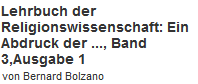 Lehrbuch der
Religionswissenschaft: Ein
Abdruck der ..., Band
3,Ausgabe 1
von Bernard Bolzano